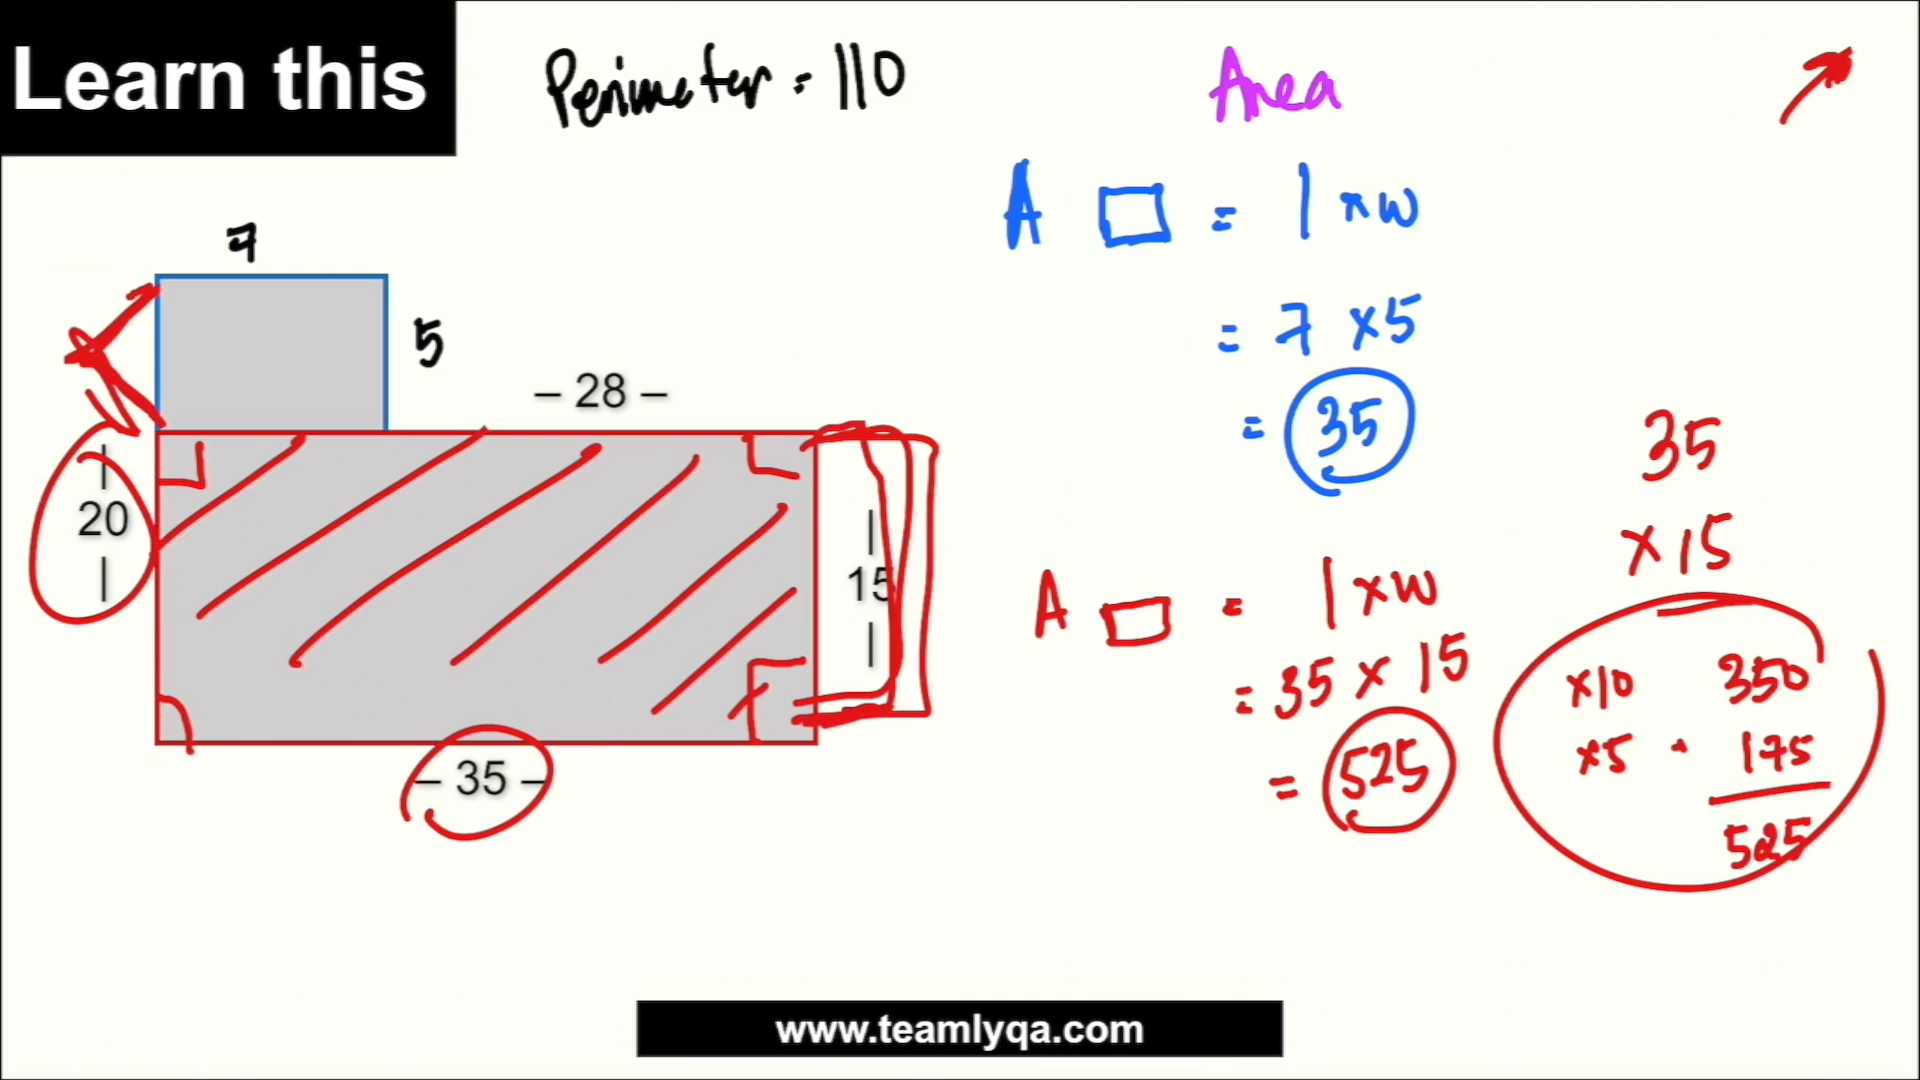 Learn this
Perimeter = 110
Area
A □ = l x w
= 7 x 5
= 35
7
5
– 28 –
| 20 |
| 15 |
– 35 –
A □ = l x w
= 35 x 15
= 525
35
x 15
x10 350
x5 + 175
525
www.teamlyqa.com